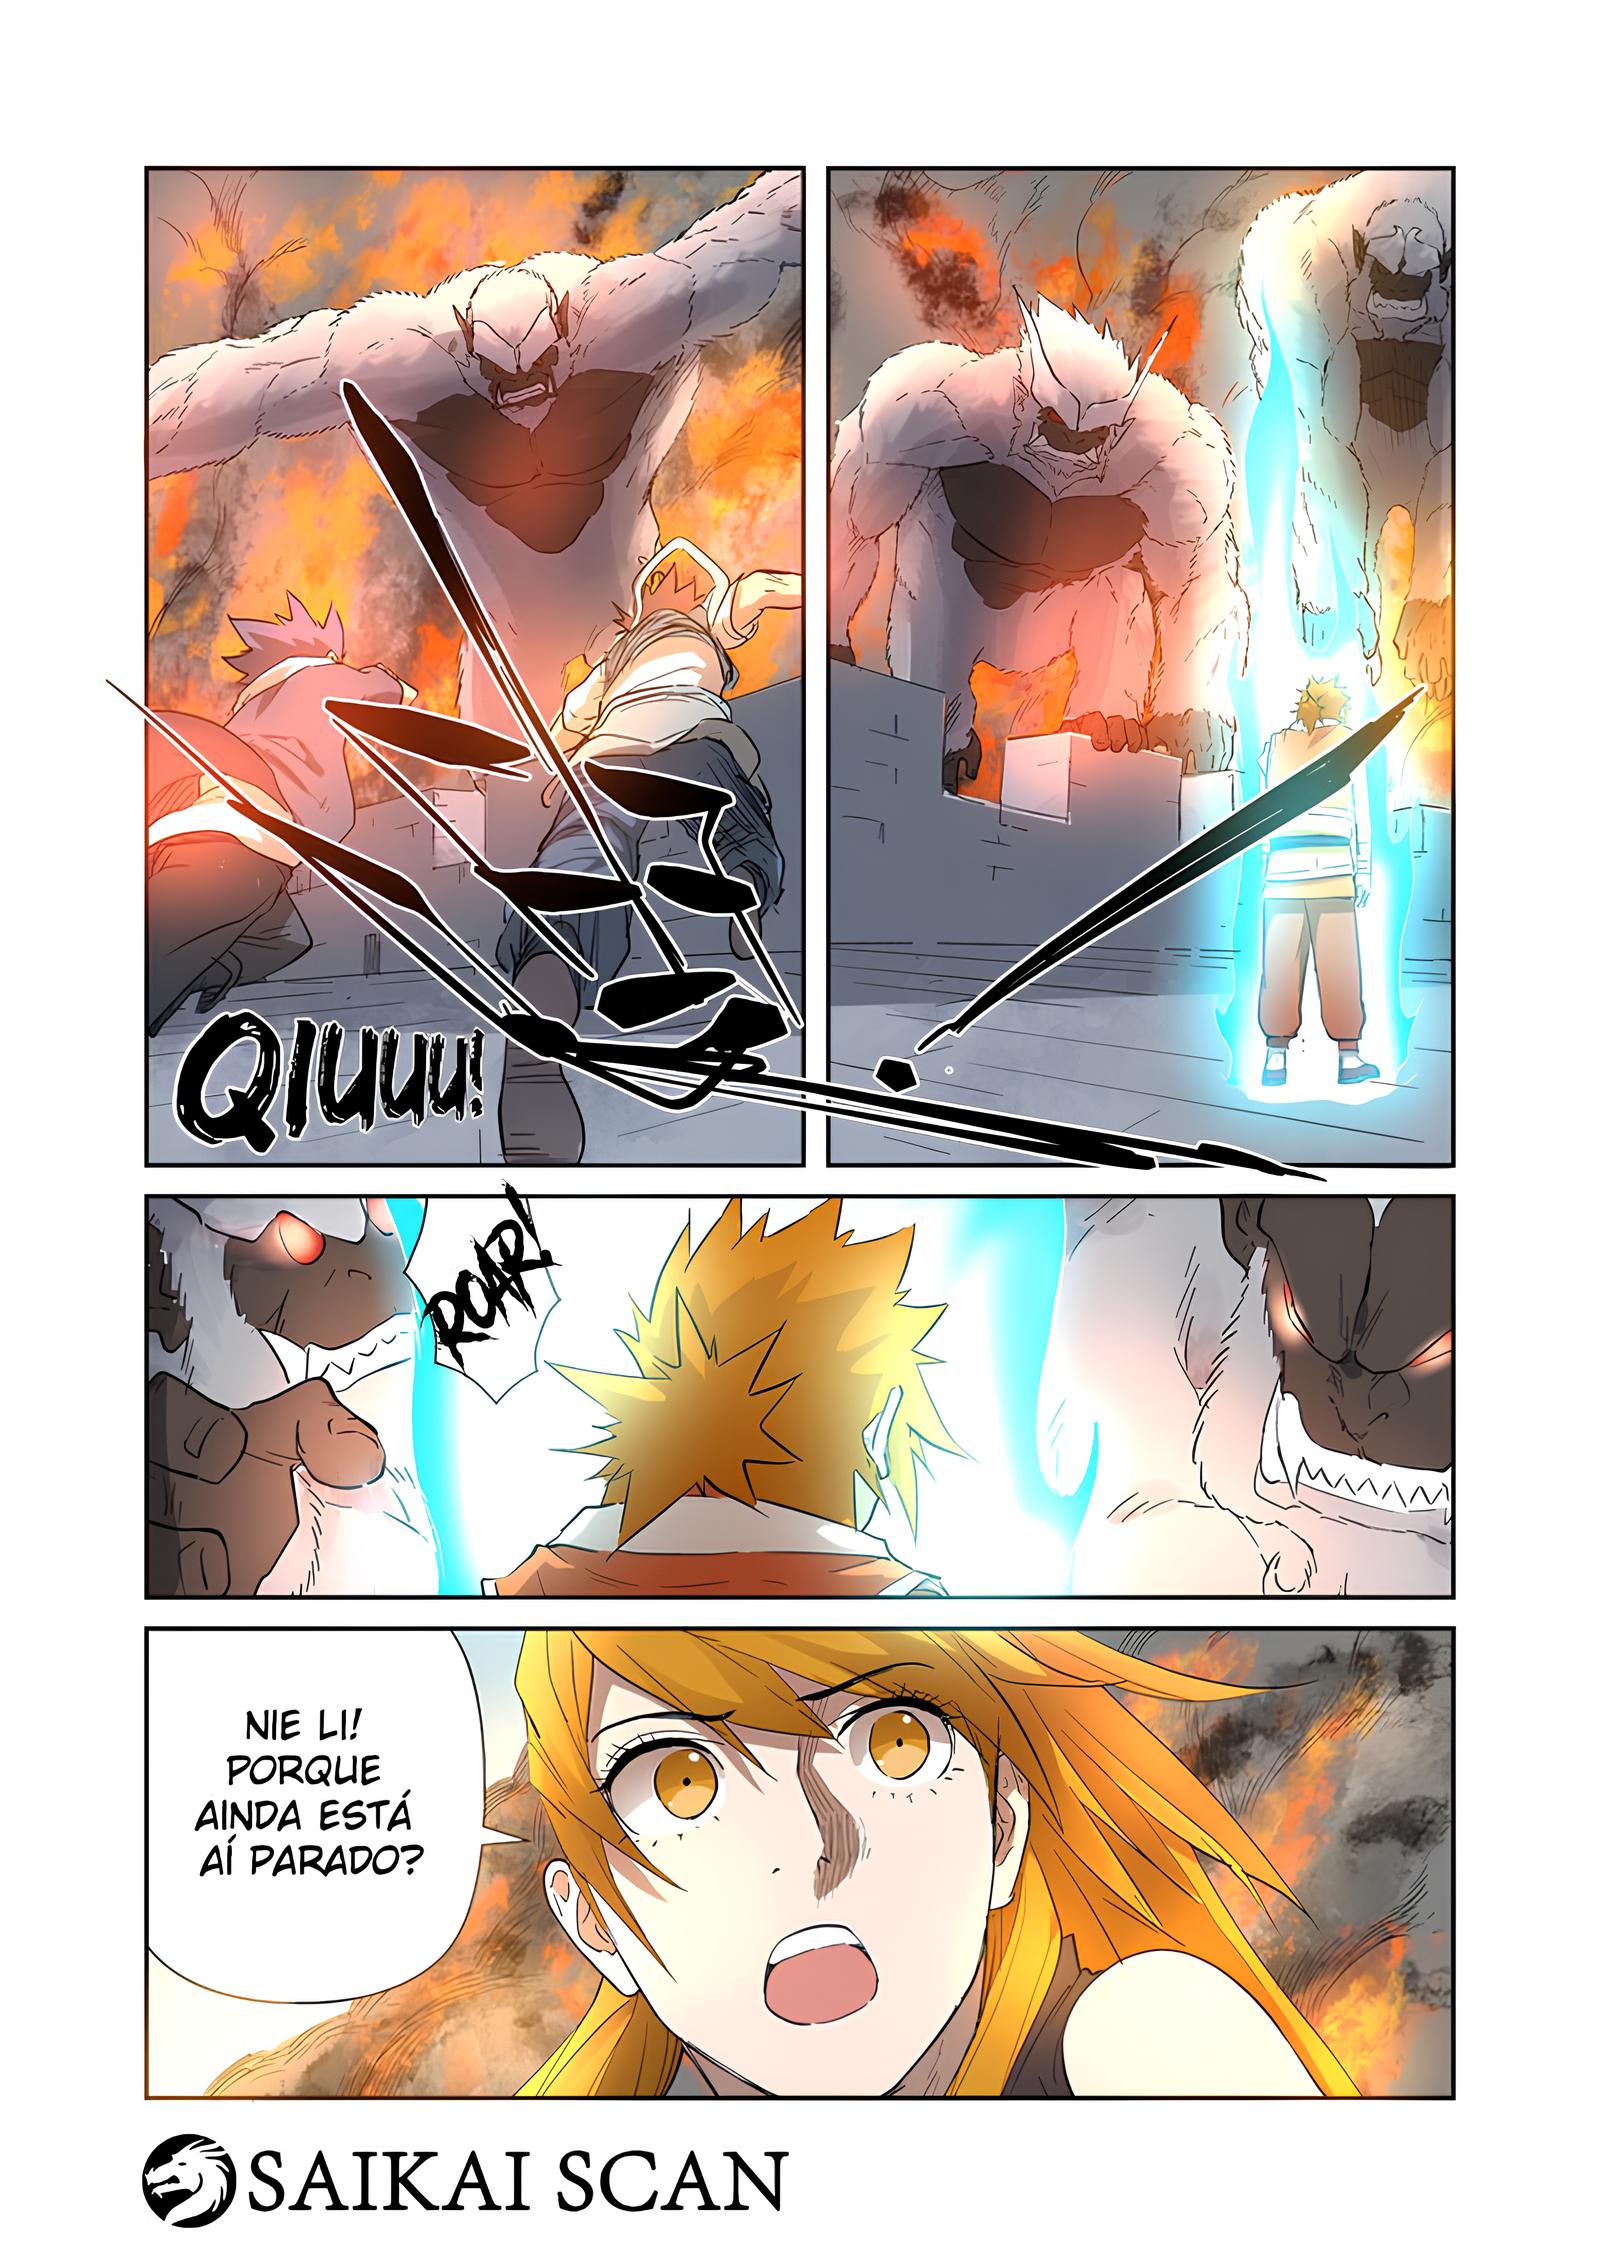 QIUUU!
ROAR!
NIE LI!
PORQUE
AINDA ESTÁ
AÍ PARADO?
SAIKAI SCAN